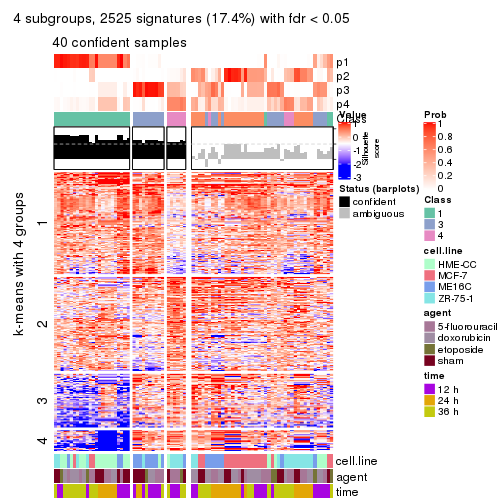 4 subgroups, 2525 signatures (17.4%) with fdr < 0.05
40 confident samples
p1
p2
p3
p4
Class
Silhouette
score
k-means with 4 groups
1
2
3
4
cell.line
agent
time
Value
1
0
-1
-2
-3
Status (barplots)
confident
ambiguous
Prob
1
0.8
0.6
0.4
0.2
0
Class
1
3
4
cell.line
HME-CC
MCF-7
ME16C
ZR-75-1
agent
5-fluorouracil
doxorubicin
etoposide
sham
time
12 h
24 h
36 h